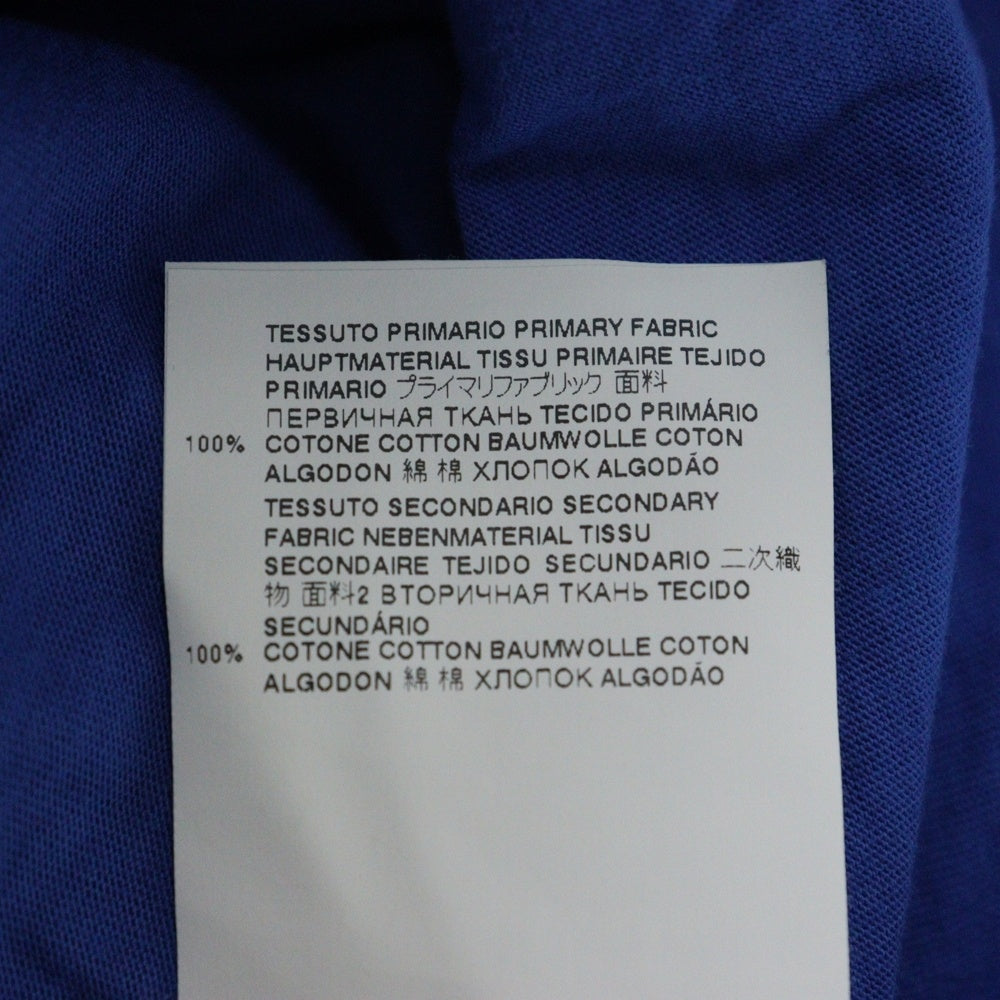 TESSUTO PRIMARIO PRIMARY FABRIC
HAUPTMATERIAL TISSU PRIMAIRE TEJIDO
PRIMARIO プライマリファブリック 面料
ПЕРВИЧНАЯ ТКАНЬ TECIDO PRIMÁRIO
100% COTONE COTTON BAUMWOLLE COTON
ALGODON 綿 棉 ХЛОПОК ALGODÃO
TESSUTO SECONDARIO SECONDARY
FABRIC NEBENMATERIAL TISSU
SECONDAIRE TEJIDO SECUNDARIO 二次織
物 面料2 ВТОРИЧНАЯ ТКАНЬ TECIDO
SECUNDÁRIO
100% COTONE COTTON BAUMWOLLE COTON
ALGODON 綿 棉 ХЛОПОК ALGODÃO